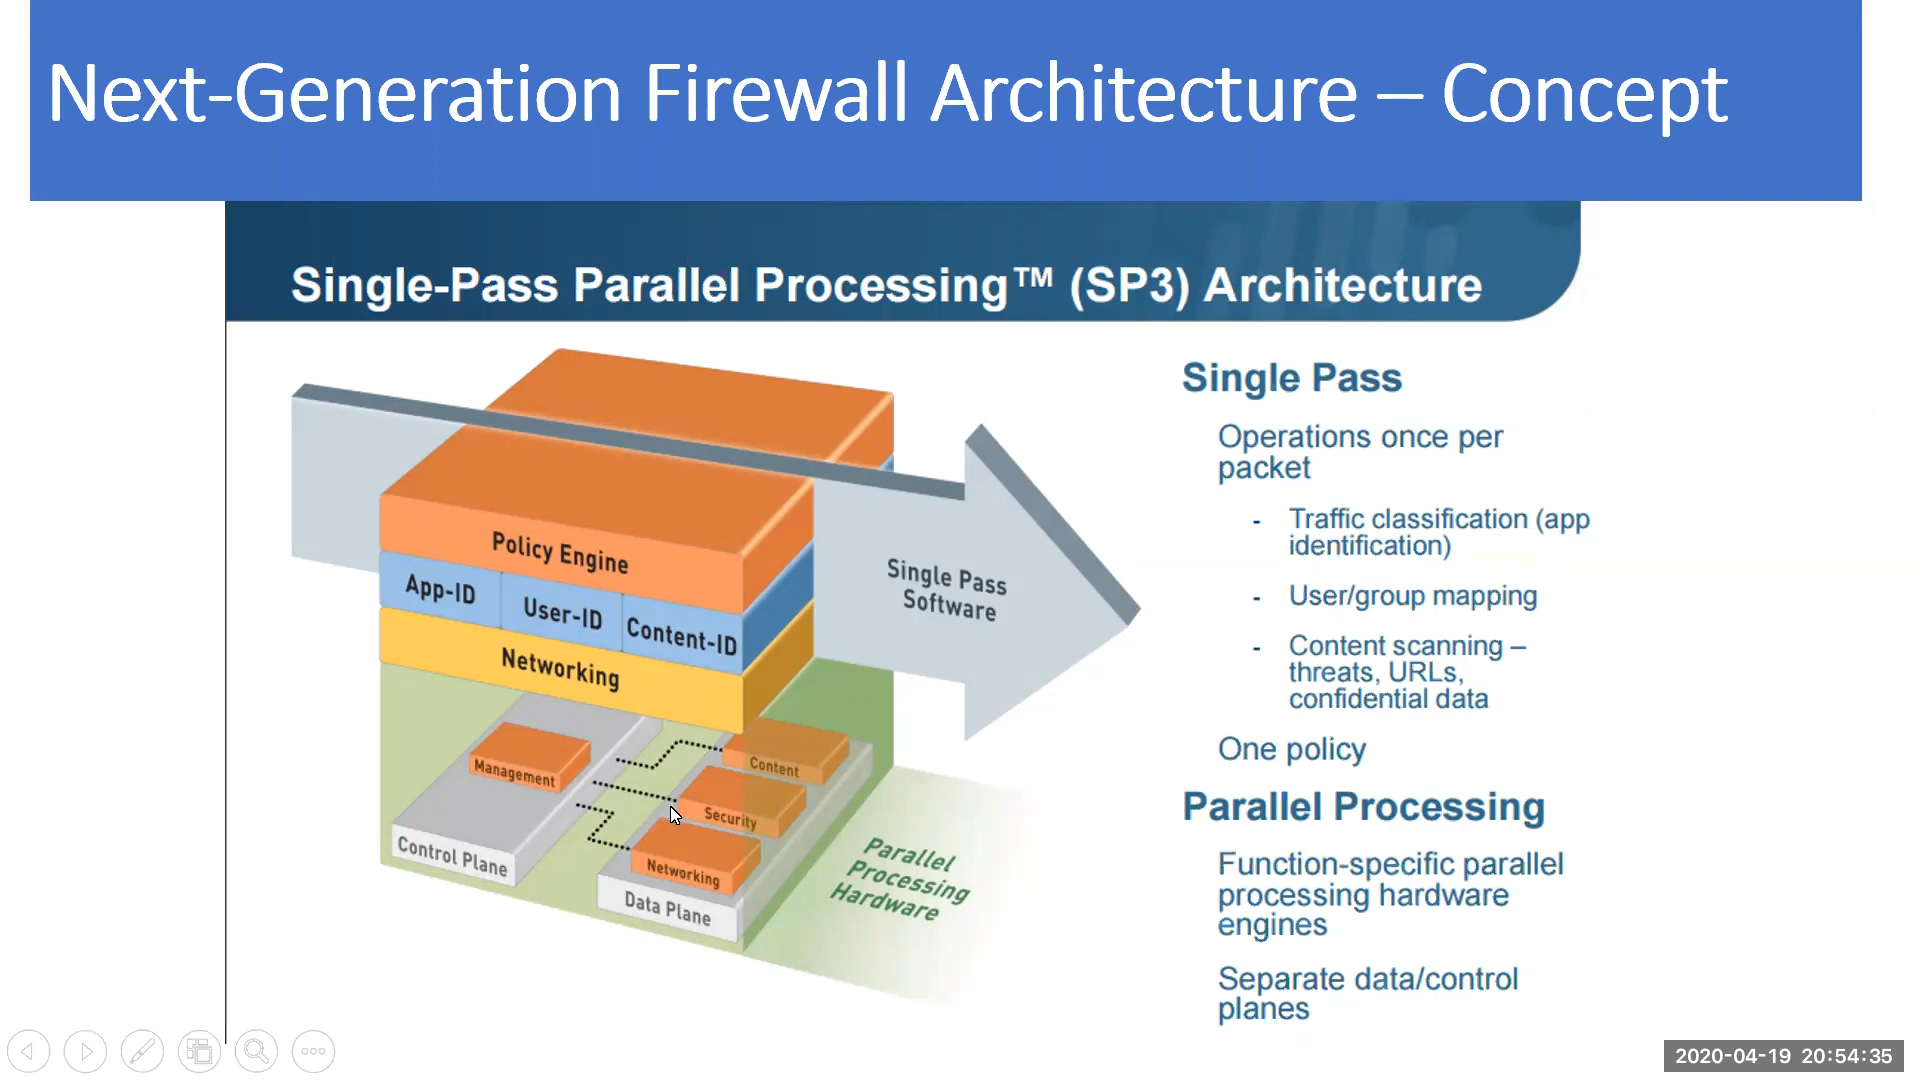 Next-Generation Firewall Architecture – Concept
Single-Pass Parallel Processing™ (SP3) Architecture
Policy Engine
App-ID
User-ID
Content-ID
Networking
Management
Content
Security
Networking
Control Plane
Data Plane
Single Pass
Software
Parallel
Processing
Hardware
Single Pass
Operations once per
packet
- Traffic classification (app
identification)
- User/group mapping
- Content scanning –
threats, URLs,
confidential data
One policy
Parallel Processing
Function-specific parallel
processing hardware
engines
Separate data/control
planes
2020-04-19 20:54:35